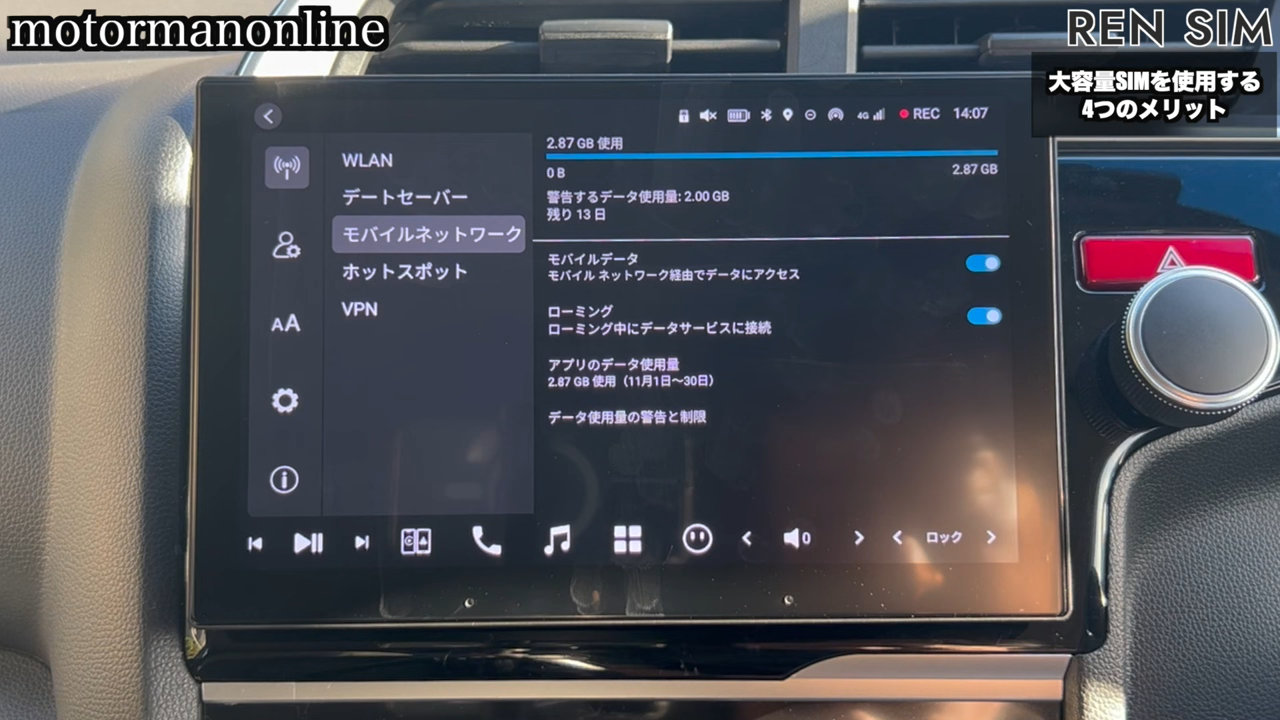 motormanonline
REN SIM
大容量SIMを使用する
4つのメリット
4G
REC
14:07
WLAN
デートセーバー
モバイルネットワーク
ホットスポット
VPN
AA
2.87 GB 使用
0 B
2.87 GB
警告するデータ使用量: 2.00 GB
残り 13 日
モバイルデータ
モバイル ネットワーク経由でデータにアクセス
ローミング
ローミング中にデータサービスに接続
アプリのデータ使用量
2.87 GB 使用（11月1日～30日）
データ使用量の警告と制限
0
ロック